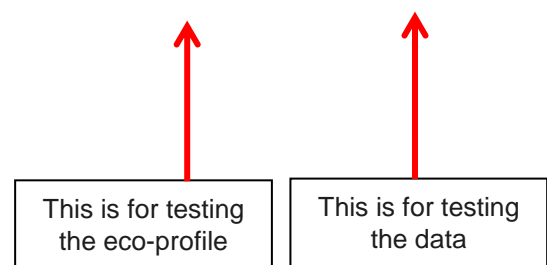 This is for testing
the eco-profile
This is for testing
the data